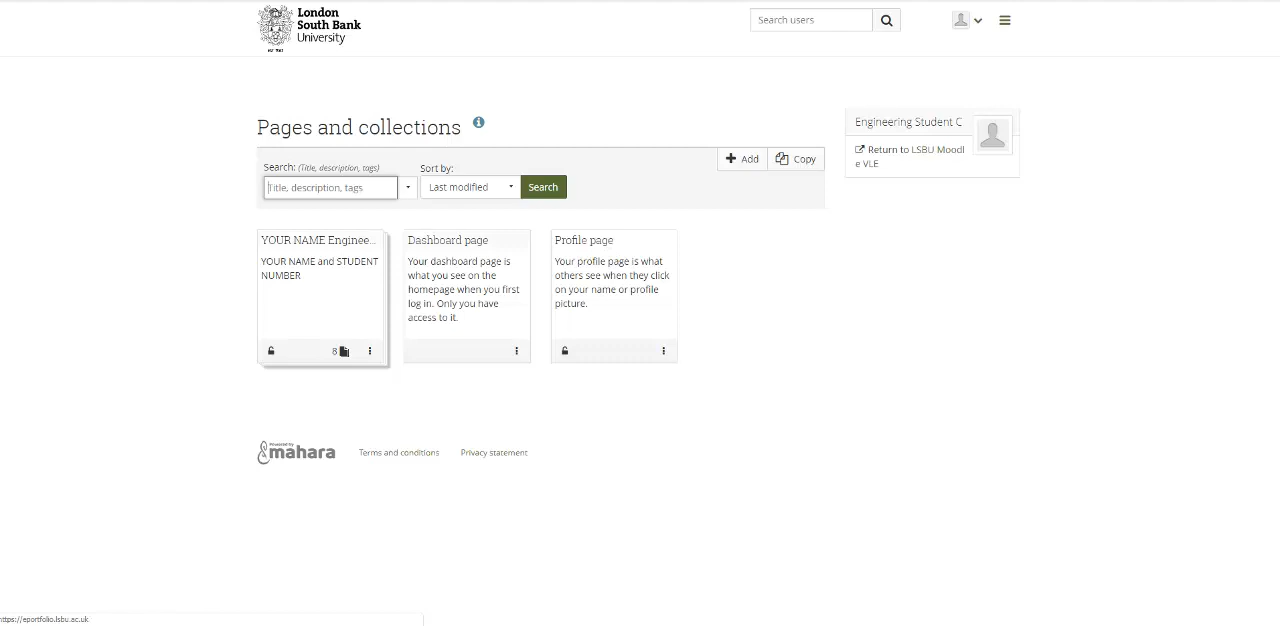 London
South Bank
University
EST 1892
Search users
Pages and collections
Engineering Student C
Return to LSBU Moodl
e VLE
Add
Copy
Search: (Title, description, tags)
Sort by:
Title, description, tags
Last modified
Search
YOUR NAME Enginee...
YOUR NAME and STUDENT
NUMBER
8
Dashboard page
Your dashboard page is
what you see on the
homepage when you first
log in. Only you have
access to it.
Profile page
Your profile page is what
others see when they click
on your name or profile
picture.
Powered by
mahara
Terms and conditions
Privacy statement
https://eportfolio.lsbu.ac.uk